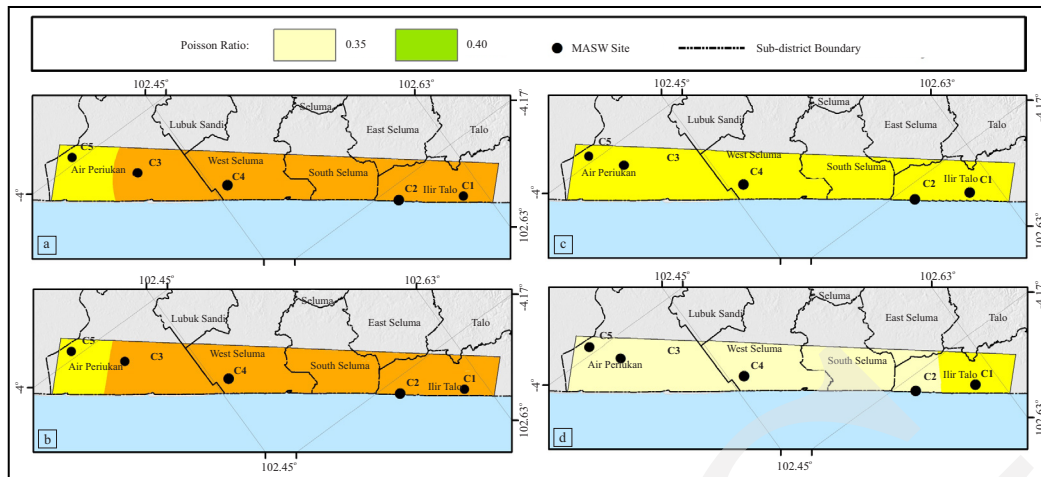 Poisson Ratio: 0.35 0.40 MASW Site Sub-district Boundary
102.45° 102.63°
Seluma
-4.17°
Lubuk Sandi
East Seluma
Talo
C5
Air Periukan
C3
West Seluma
C4
South Seluma
C2
Ilir Talo
C1
-4°
102.63°
a
102.45° 102.63°
Seluma
-4.17°
Lubuk Sandi
East Seluma
Talo
C5
Air Periukan
C3
West Seluma
C4
South Seluma
C2
Ilir Talo
C1
-4°
102.63°
c
102.45° 102.63°
Seluma
-4.17°
Lubuk Sandi
East Seluma
Talo
C5
Air Periukan
C3
West Seluma
C4
South Seluma
C2
Ilir Talo
C1
-4°
102.63°
b
102.45°
102.45° 102.63°
Seluma
-4.17°
Lubuk Sandi
East Seluma
Talo
C5
Air Periukan
C3
West Seluma
C4
South Seluma
C2
Ilir Talo
C1
-4°
102.63°
d
102.45°